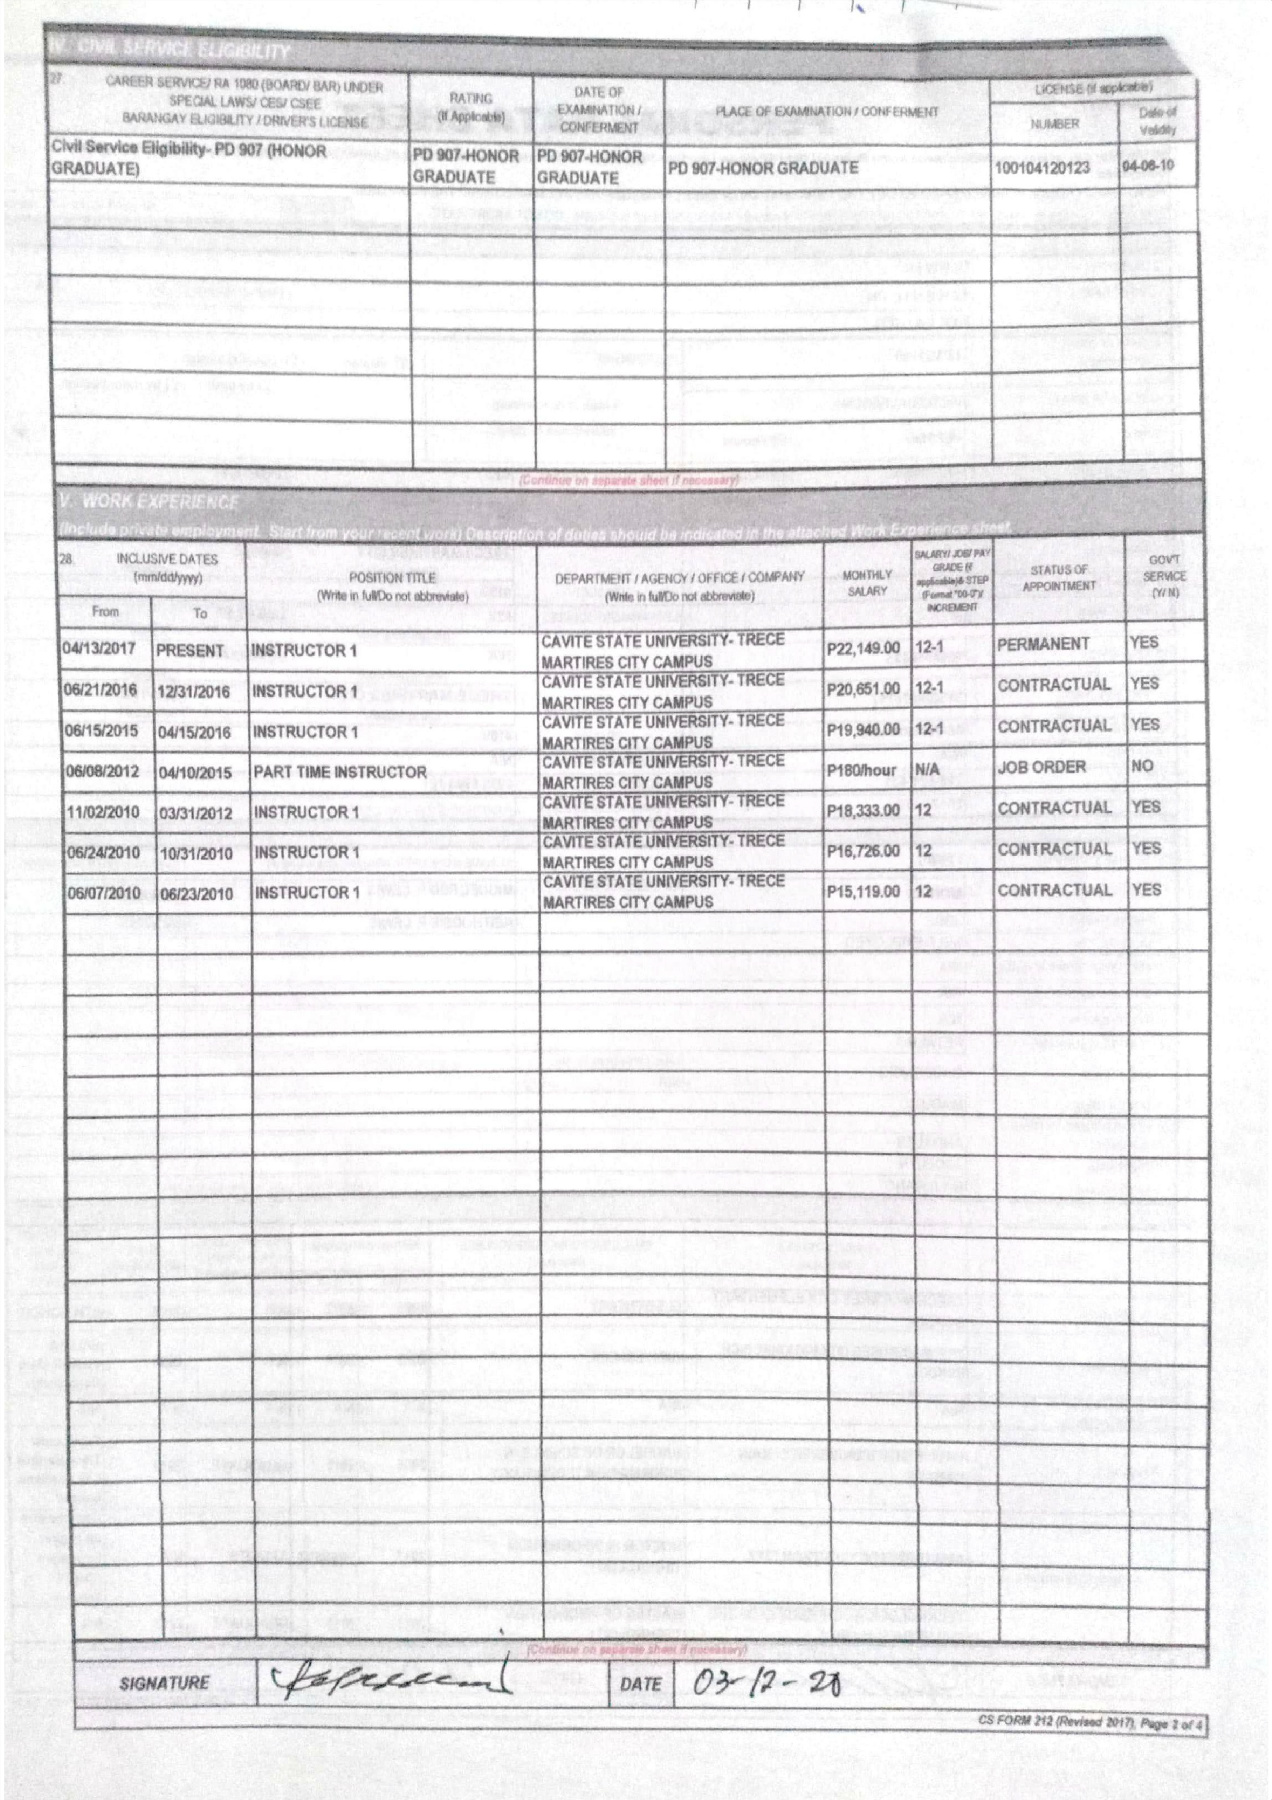 IV. CIVIL SERVICE ELIGIBILITY
27. CAREER SERVICE/ RA 1080 (BOARD/ BAR) UNDER
SPECIAL LAWS/ CES/ CSEE
BARANGAY ELIGIBILITY / DRIVER'S LICENSE
RATING
(If Applicable)
DATE OF
EXAMINATION /
CONFERMENT
PLACE OF EXAMINATION / CONFERMENT
LICENSE (if applicable)
NUMBER
Date of
Validity
Civil Service Eligibility- PD 907 (HONOR
GRADUATE)
PD 907-HONOR
GRADUATE
PD 907-HONOR
GRADUATE
PD 907-HONOR GRADUATE
100104120123
04-06-10
(Continue on separate sheet if necessary)
V. WORK EXPERIENCE
(Include private employment. Start from your recent work) Description of duties should be indicated in the attached Work Experience sheet.
28. INCLUSIVE DATES
(mm/dd/yyyy)
From
To
POSITION TITLE
(Write in full/Do not abbreviate)
DEPARTMENT / AGENCY / OFFICE / COMPANY
(Write in full/Do not abbreviate)
MONTHLY
SALARY
SALARY/ JOB/ PAY
GRADE (if
applicable)& STEP
(Format "00-0")/
INCREMENT
STATUS OF
APPOINTMENT
GOV'T
SERVICE
(Y/ N)
04/13/2017 PRESENT INSTRUCTOR 1 CAVITE STATE UNIVERSITY- TRECE
MARTIRES CITY CAMPUS P22,149.00 12-1 PERMANENT YES
06/21/2016 12/31/2016 INSTRUCTOR 1 CAVITE STATE UNIVERSITY- TRECE
MARTIRES CITY CAMPUS P20,651.00 12-1 CONTRACTUAL YES
06/15/2015 04/15/2016 INSTRUCTOR 1 CAVITE STATE UNIVERSITY- TRECE
MARTIRES CITY CAMPUS P19,940.00 12-1 CONTRACTUAL YES
06/08/2012 04/10/2015 PART TIME INSTRUCTOR CAVITE STATE UNIVERSITY- TRECE
MARTIRES CITY CAMPUS P180/hour N/A JOB ORDER NO
11/02/2010 03/31/2012 INSTRUCTOR 1 CAVITE STATE UNIVERSITY- TRECE
MARTIRES CITY CAMPUS P18,333.00 12 CONTRACTUAL YES
06/24/2010 10/31/2010 INSTRUCTOR 1 CAVITE STATE UNIVERSITY- TRECE
MARTIRES CITY CAMPUS P16,726.00 12 CONTRACTUAL YES
06/07/2010 06/23/2010 INSTRUCTOR 1 CAVITE STATE UNIVERSITY- TRECE
MARTIRES CITY CAMPUS P15,119.00 12 CONTRACTUAL YES
(Continue on separate sheet if necessary)
SIGNATURE
DATE 03-12-20
CS FORM 212 (Revised 2017), Page 2 of 4